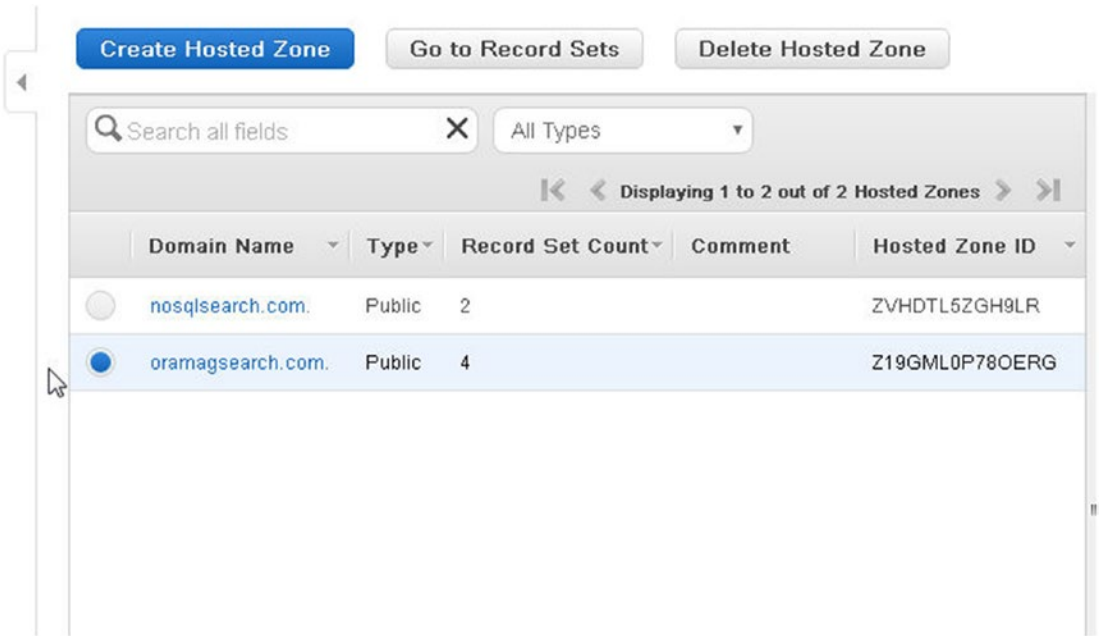 Create Hosted Zone Go to Record Sets Delete Hosted Zone
Search all fields All Types
Displaying 1 to 2 out of 2 Hosted Zones
Domain Name Type Record Set Count Comment Hosted Zone ID
nosqlsearch.com. Public 2 ZVHDTL5ZGH9LR
oramagsearch.com. Public 4 Z19GML0P78OERG